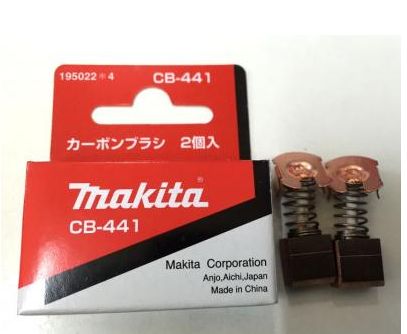 195022※4 CB-441
カーボンブラシ 2個入
makita®
CB-441
Makita Corporation
Anjo,Aichi,Japan
Made in China